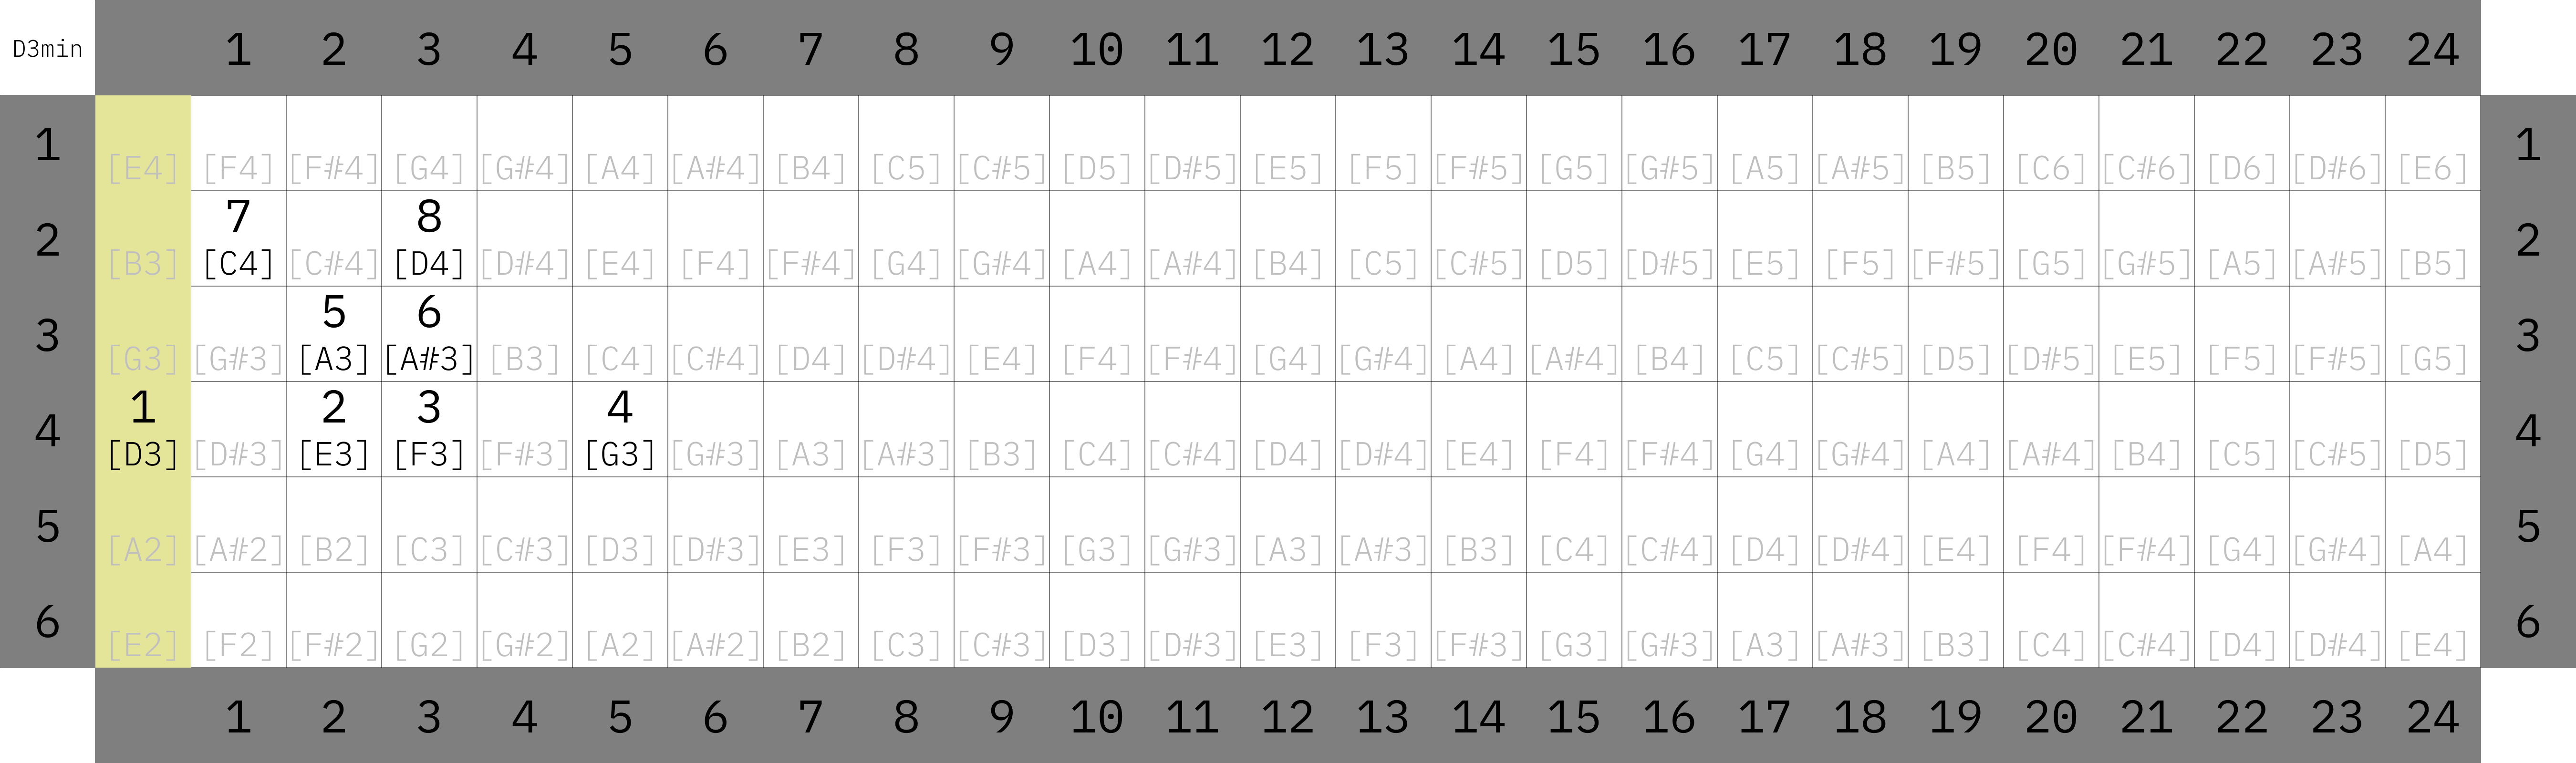 D3min 1 2 3 4 5 6 7 8 9 10 11 12 13 14 15 16 17 18 19 20 21 22 23 24
1 [E4] [F4] [F#4] [G4] [G#4] [A4] [A#4] [B4] [C5] [C#5] [D5] [D#5] [E5] [F5] [F#5] [G5] [G#5] [A5] [A#5] [B5] [C6] [C#6] [D6] [D#6] [E6] 1
7 8
2 [B3] [C4] [C#4] [D4] [D#4] [E4] [F4] [F#4] [G4] [G#4] [A4] [A#4] [B4] [C5] [C#5] [D5] [D#5] [E5] [F5] [F#5] [G5] [G#5] [A5] [A#5] [B5] 2
5 6
3 [G3] [G#3] [A3] [A#3] [B3] [C4] [C#4] [D4] [D#4] [E4] [F4] [F#4] [G4] [G#4] [A4] [A#4] [B4] [C5] [C#5] [D5] [D#5] [E5] [F5] [F#5] [G5] 3
1 2 3 4
4 [D3] [D#3] [E3] [F3] [F#3] [G3] [G#3] [A3] [A#3] [B3] [C4] [C#4] [D4] [D#4] [E4] [F4] [F#4] [G4] [G#4] [A4] [A#4] [B4] [C5] [C#5] [D5] 4
5 [A2] [A#2] [B2] [C3] [C#3] [D3] [D#3] [E3] [F3] [F#3] [G3] [G#3] [A3] [A#3] [B3] [C4] [C#4] [D4] [D#4] [E4] [F4] [F#4] [G4] [G#4] [A4] 5
6 [E2] [F2] [F#2] [G2] [G#2] [A2] [A#2] [B2] [C3] [C#3] [D3] [D#3] [E3] [F3] [F#3] [G3] [G#3] [A3] [A#3] [B3] [C4] [C#4] [D4] [D#4] [E4] 6
1 2 3 4 5 6 7 8 9 10 11 12 13 14 15 16 17 18 19 20 21 22 23 24